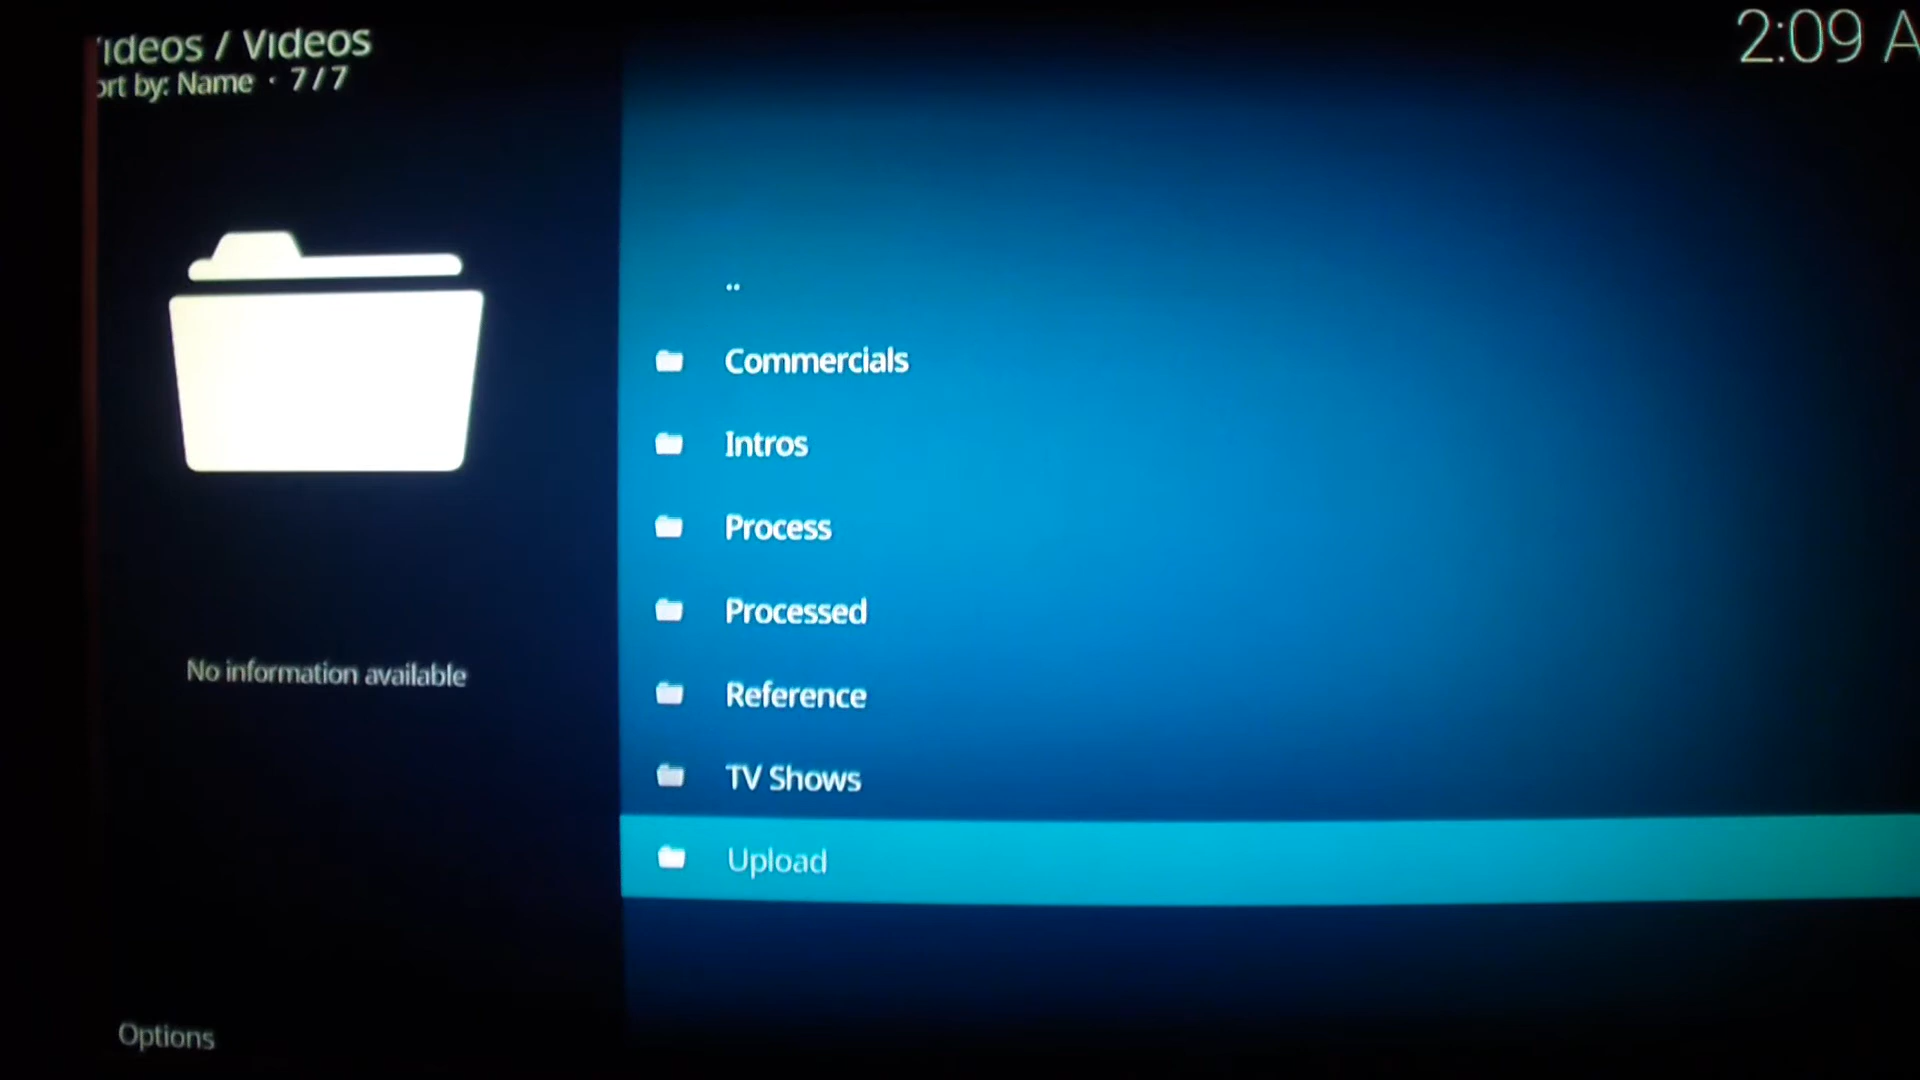 ideos / Videos
ort by: Name · 7 / 7
2:09 A
..
Commercials
Intros
Process
Processed
Reference
TV Shows
Upload
No information available
Options